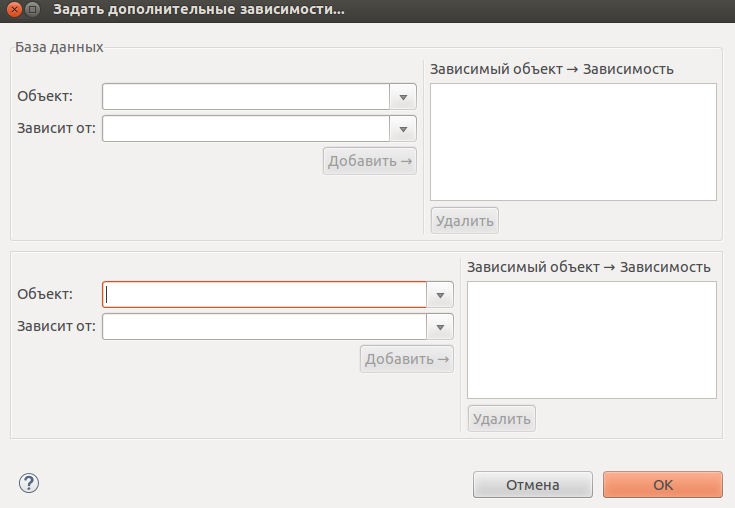 Задать дополнительные зависимости...
База данных
Зависимый объект → Зависимость
Объект:
Зависит от:
Добавить →
Удалить
Зависимый объект → Зависимость
Объект:
Зависит от:
Добавить →
Удалить
?
Отмена
OK